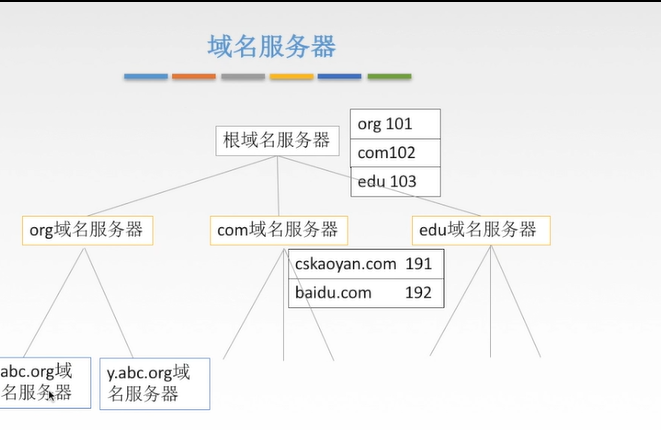 域名服务器
根域名服务器
org 101
com102
edu 103
org域名服务器
com域名服务器
edu域名服务器
cskaoyan.com 191
baidu.com 192
abc.org域
名服务器
y.abc.org域
名服务器